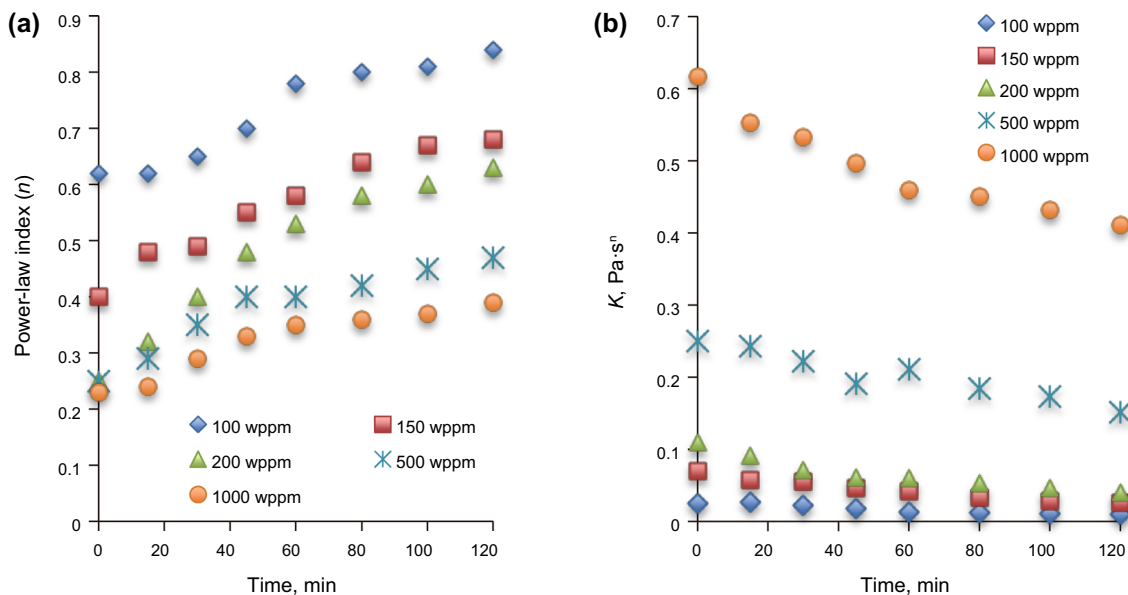 (a)
0.9
0.8
0.7
0.6
0.5
0.4
0.3
0.2
0.1
0
Power-law index (n)
100 wppm
150 wppm
200 wppm
500 wppm
1000 wppm
0 20 40 60 80 100 120
Time, min
(b)
0.7
0.6
0.5
0.4
0.3
0.2
0.1
0
K, Pa·sⁿ
100 wppm
150 wppm
200 wppm
500 wppm
1000 wppm
0 20 40 60 80 100 120
Time, min